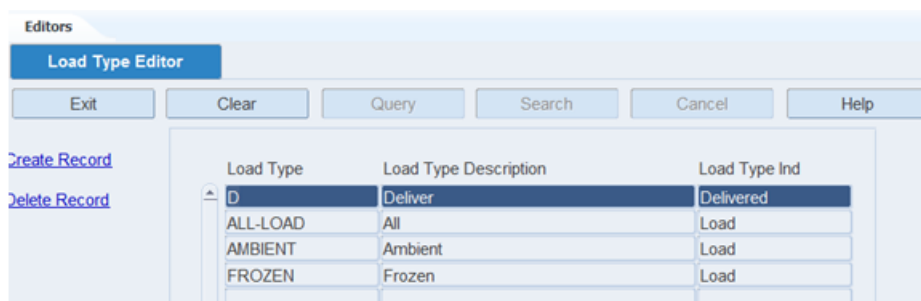 Editors
Load Type Editor
Exit Clear Query Search Cancel Help
Create Record
Delete Record
Load Type Load Type Description Load Type Ind
D Deliver Delivered
ALL-LOAD All Load
AMBIENT Ambient Load
FROZEN Frozen Load